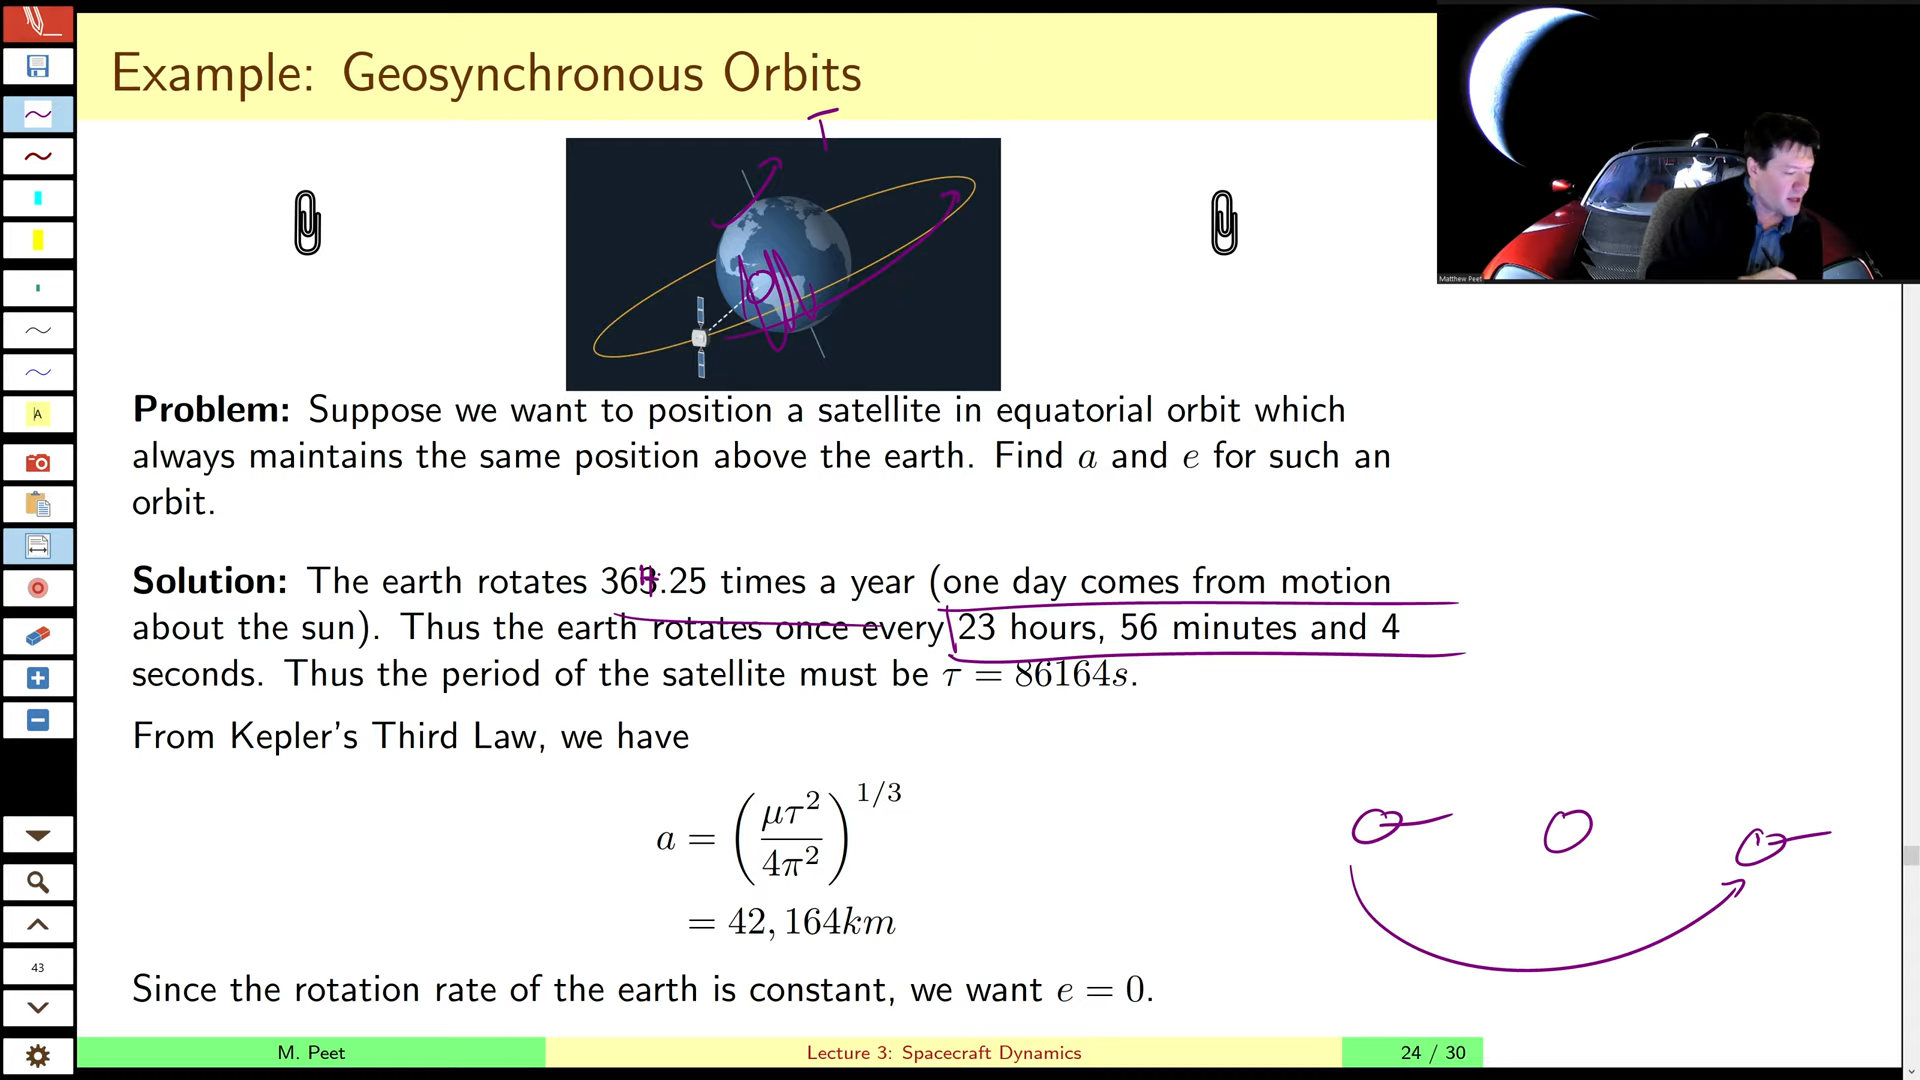 Example: Geosynchronous Orbits
T
Matthew Peet
Problem: Suppose we want to position a satellite in equatorial orbit which
always maintains the same position above the earth. Find a and e for such an
orbit.
Solution: The earth rotates .25 times a year (one day comes from motion
about the sun). Thus the earth rotates once every 23 hours, 56 minutes and 4
seconds. Thus the period of the satellite must be τ = 86164s.
From Kepler's Third Law, we have
a = (μτ²/4π²)^1/3
= 42, 164km
Since the rotation rate of the earth is constant, we want e = 0.
A
43
M. Peet
Lecture 3: Spacecraft Dynamics
24 / 30